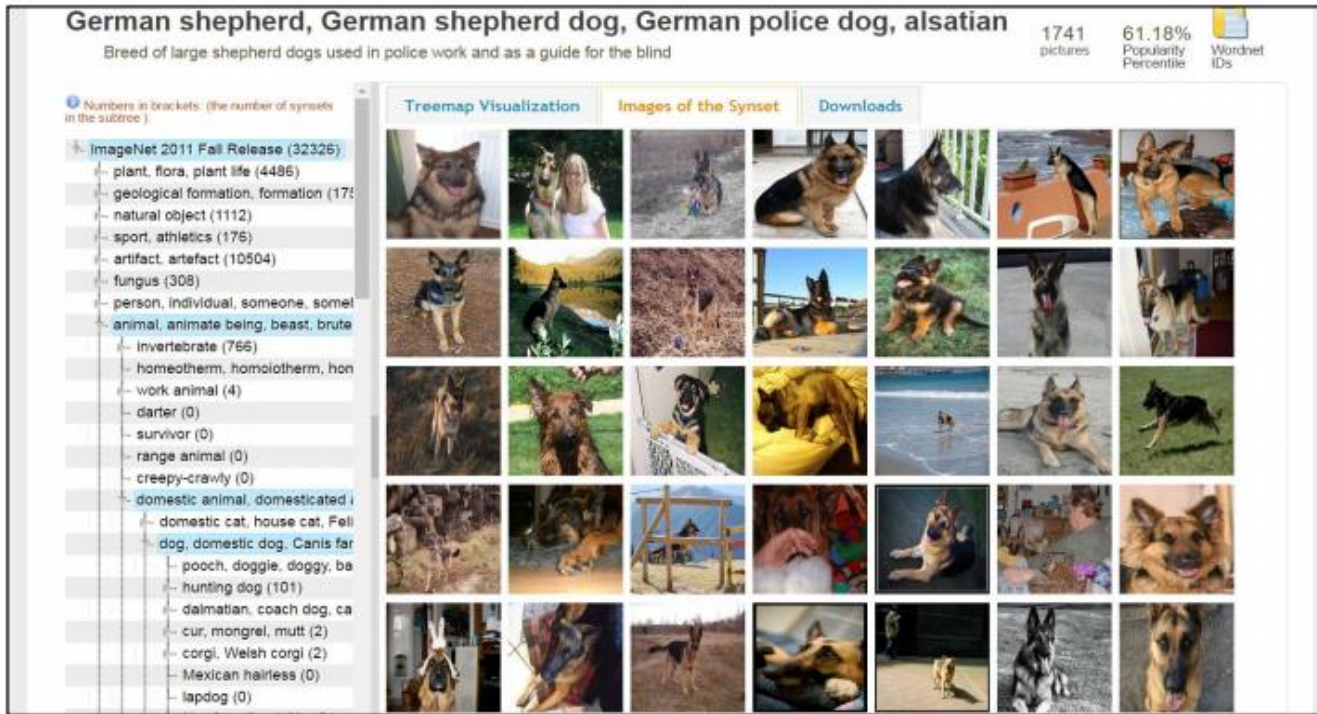 German shepherd, German shepherd dog, German police dog, alsatian
Breed of large shepherd dogs used in police work and as a guide for the blind
1741
pictures
61.18%
Popularity
Percentile
Wordnet
IDs
Numbers in brackets: (the number of synsets
in the subtree ).
ImageNet 2011 Fall Release (32326)
plant, flora, plant life (4486)
geological formation, formation (175
natural object (1112)
sport, athletics (176)
artifact, artefact (10504)
fungus (308)
person, individual, someone, some
animal, animate being, beast, brute
invertebrate (766)
homeotherm, homoiotherm, hom
work animal (4)
darter (0)
survivor (0)
range animal (0)
creepy-crawly (0)
domestic animal, domesticated a
domestic cat, house cat, Feli
dog, domestic dog, Canis far
pooch, doggie, doggy, ba
hunting dog (101)
dalmatian, coach dog, ca
cur, mongrel, mutt (2)
corgi, Welsh corgi (2)
Mexican hairless (0)
lapdog (0)
Treemap Visualization
Images of the Synset
Downloads